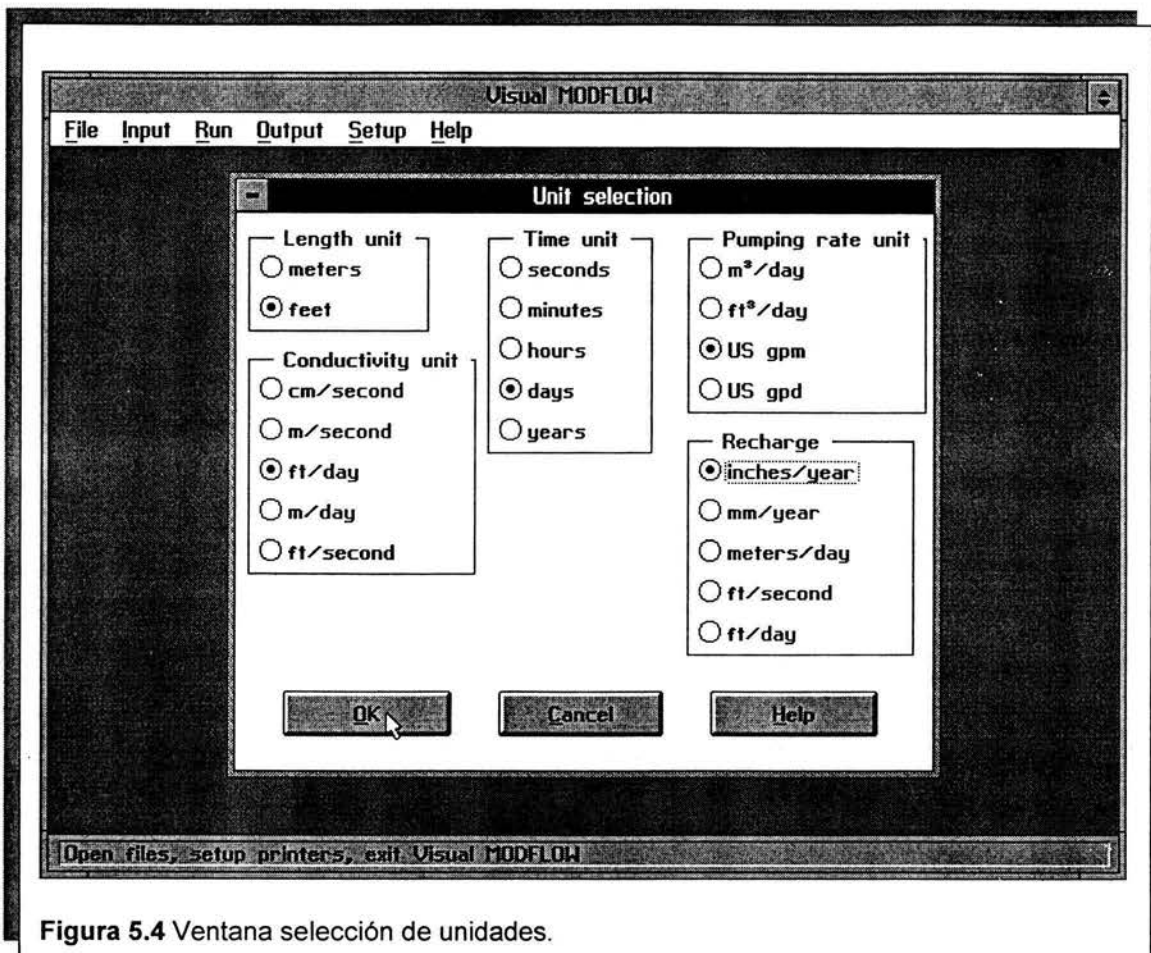 Visual MODFLOW
File Input Run Output Setup Help
Unit selection
Length unit
meters
feet
Conductivity unit
cm/second
m/second
ft/day
m/day
ft/second
Time unit
seconds
minutes
hours
days
years
Pumping rate unit
m³/day
ft³/day
US gpm
US gpd
Recharge
inches/year
mm/year
meters/day
ft/second
ft/day
OK Cancel Help
Open files, setup printers, exit Visual MODFLOW
Figura 5.4 Ventana selección de unidades.